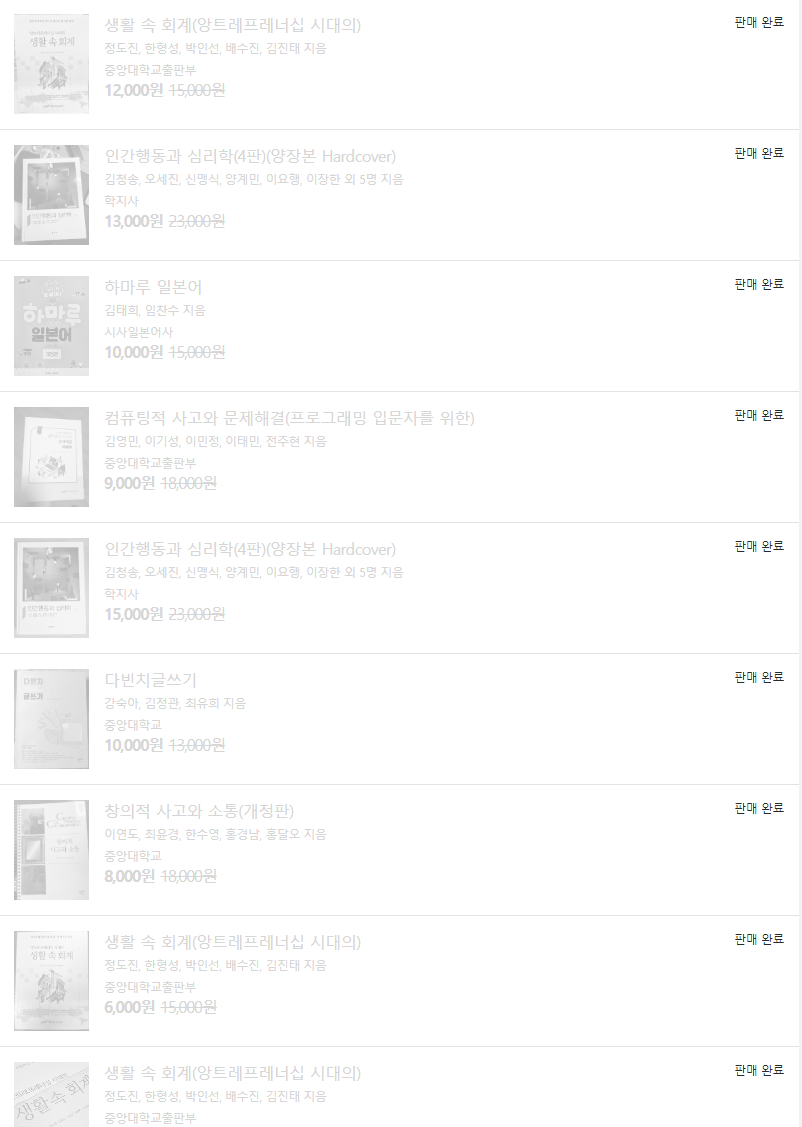 생활 속 회계(앙트레프레너십 시대의)
정도진, 한형성, 박인선, 배수진, 김진태 지음
중앙대학교출판부
12,000원 15,000원
판매 완료
인간행동과 심리학(4판)(양장본 Hardcover)
김청송, 오세진, 신맹식, 양계민, 이요행, 이장한 외 5명 지음
학지사
13,000원 23,000원
판매 완료
하마루 일본어
하마루 일본어
김태희, 임찬수 지음
시사일본어사
10,000원 15,000원
판매 완료
컴퓨팅적 사고와 문제해결(프로그래밍 입문자를 위한)
김영민, 이기성, 이민정, 이태민, 전주현 지음
중앙대학교출판부
9,000원 18,000원
판매 완료
인간행동과 심리학(4판)(양장본 Hardcover)
김청송, 오세진, 신맹식, 양계민, 이요행, 이장한 외 5명 지음
학지사
15,000원 23,000원
판매 완료
다빈치
글쓰기
다빈치글쓰기
강숙아, 김정관, 최유희 지음
중앙대학교
10,000원 13,000원
판매 완료
창의적 사고와 소통(개정판)
이연도, 최윤경, 한수영, 홍경남, 홍달오 지음
중앙대학교
8,000원 18,000원
판매 완료
생활 속 회계
생활 속 회계(앙트레프레너십 시대의)
정도진, 한형성, 박인선, 배수진, 김진태 지음
중앙대학교출판부
6,000원 15,000원
판매 완료
생활 속 회계
생활 속 회계(앙트레프레너십 시대의)
정도진, 한형성, 박인선, 배수진, 김진태 지음
중앙대학교출판부
판매 완료